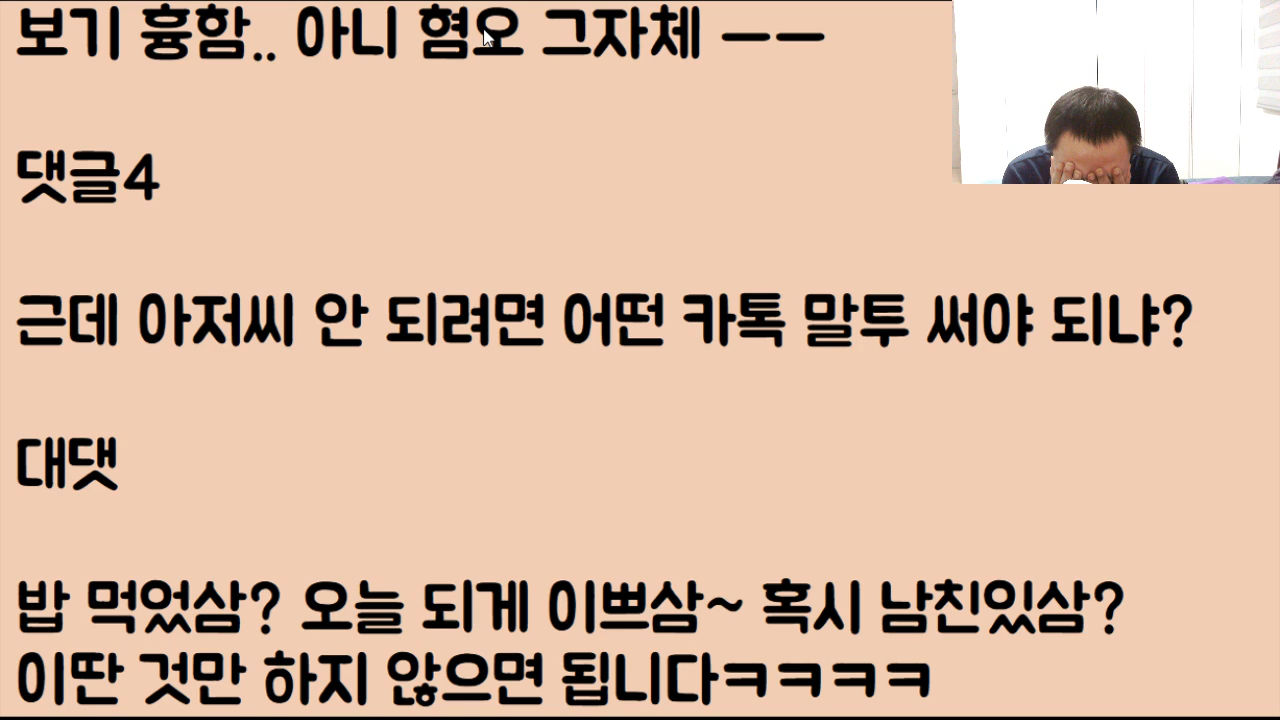 보기 흉함.. 아니 혐오 그자체 ㅡㅡ
댓글4
근데 아저씨 안 되려면 어떤 카톡 말투 써야 되냐?
대댓
밥 먹었삼? 오늘 되게 이쁘삼~ 혹시 남친있삼?
이딴 것만 하지 않으면 됩니다ㅋㅋㅋㅋ